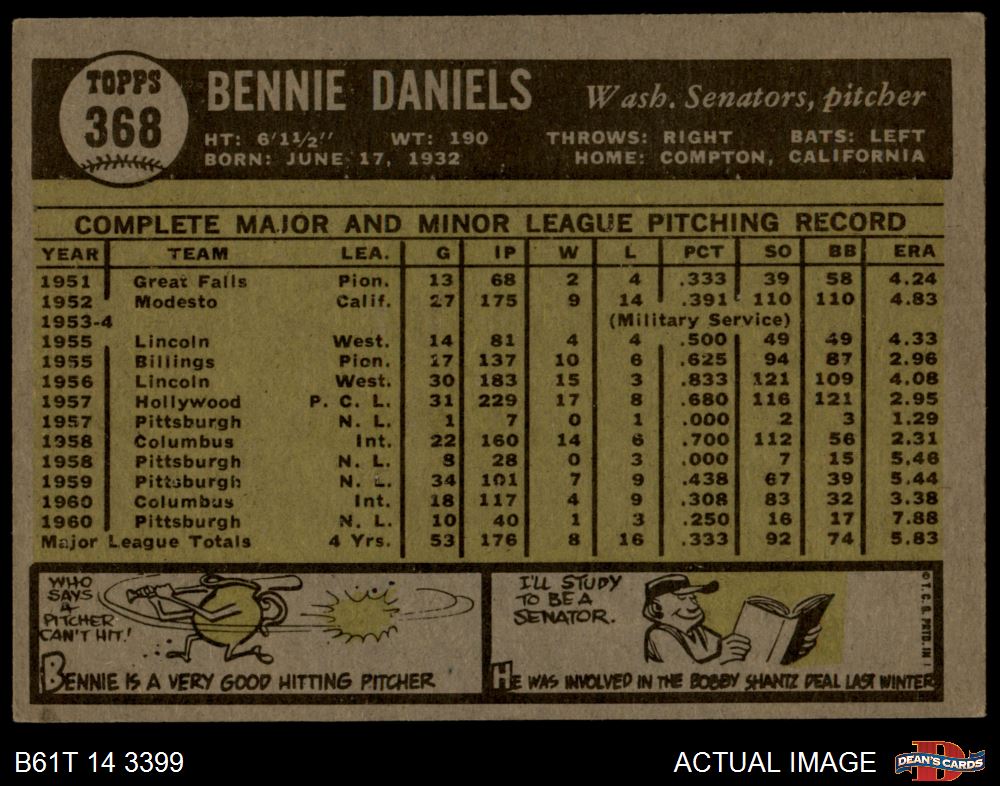 TOPPS
368
BENNIE DANIELS
Wash. Senators, pitcher
HT: 6'11/2'' WT: 190 THROWS: RIGHT BATS: LEFT
BORN: JUNE 17, 1932 HOME: COMPTON, CALIFORNIA
COMPLETE MAJOR AND MINOR LEAGUE PITCHING RECORD
YEAR TEAM LEA. G IP W L PCT SO BB ERA
1951 Great Falls Pion. 13 68 2 4 .333 39 58 4.24
1952 Modesto Calif. 27 175 9 14 .391 110 110 4.83
1953-4 (Military Service)
1955 Lincoln West. 14 81 4 4 .500 49 49 4.33
1955 Billings Pion. 17 137 10 6 .625 94 87 2.96
1956 Lincoln West. 30 183 15 3 .833 121 109 4.08
1957 Hollywood P. C. L. 31 229 17 8 .680 116 121 2.95
1957 Pittsburgh N. L. 1 7 0 1 .000 2 3 1.29
1958 Columbus Int. 22 160 14 6 .700 112 56 2.31
1958 Pittsburgh N. L. 8 28 0 3 .000 7 15 5.46
1959 Pittsburgh N. L. 34 101 7 9 .438 67 39 5.44
1960 Columbus Int. 18 117 4 9 .308 83 32 3.38
1960 Pittsburgh N. L. 10 40 1 3 .250 16 17 7.88
Major League Totals 4 Yrs. 53 176 8 16 .333 92 74 5.83
WHO
SAYS
A
PITCHER
CAN'T HIT!
BENNIE IS A VERY GOOD HITTING PITCHER
I'LL STUDY
TO BE A
SENATOR.
HE WAS INVOLVED IN THE BOBBY SHANTZ DEAL LAST WINTER
© T. C. G. PRTD. IN
B61T 14 3399
ACTUAL IMAGE
DEAN'S CARDS